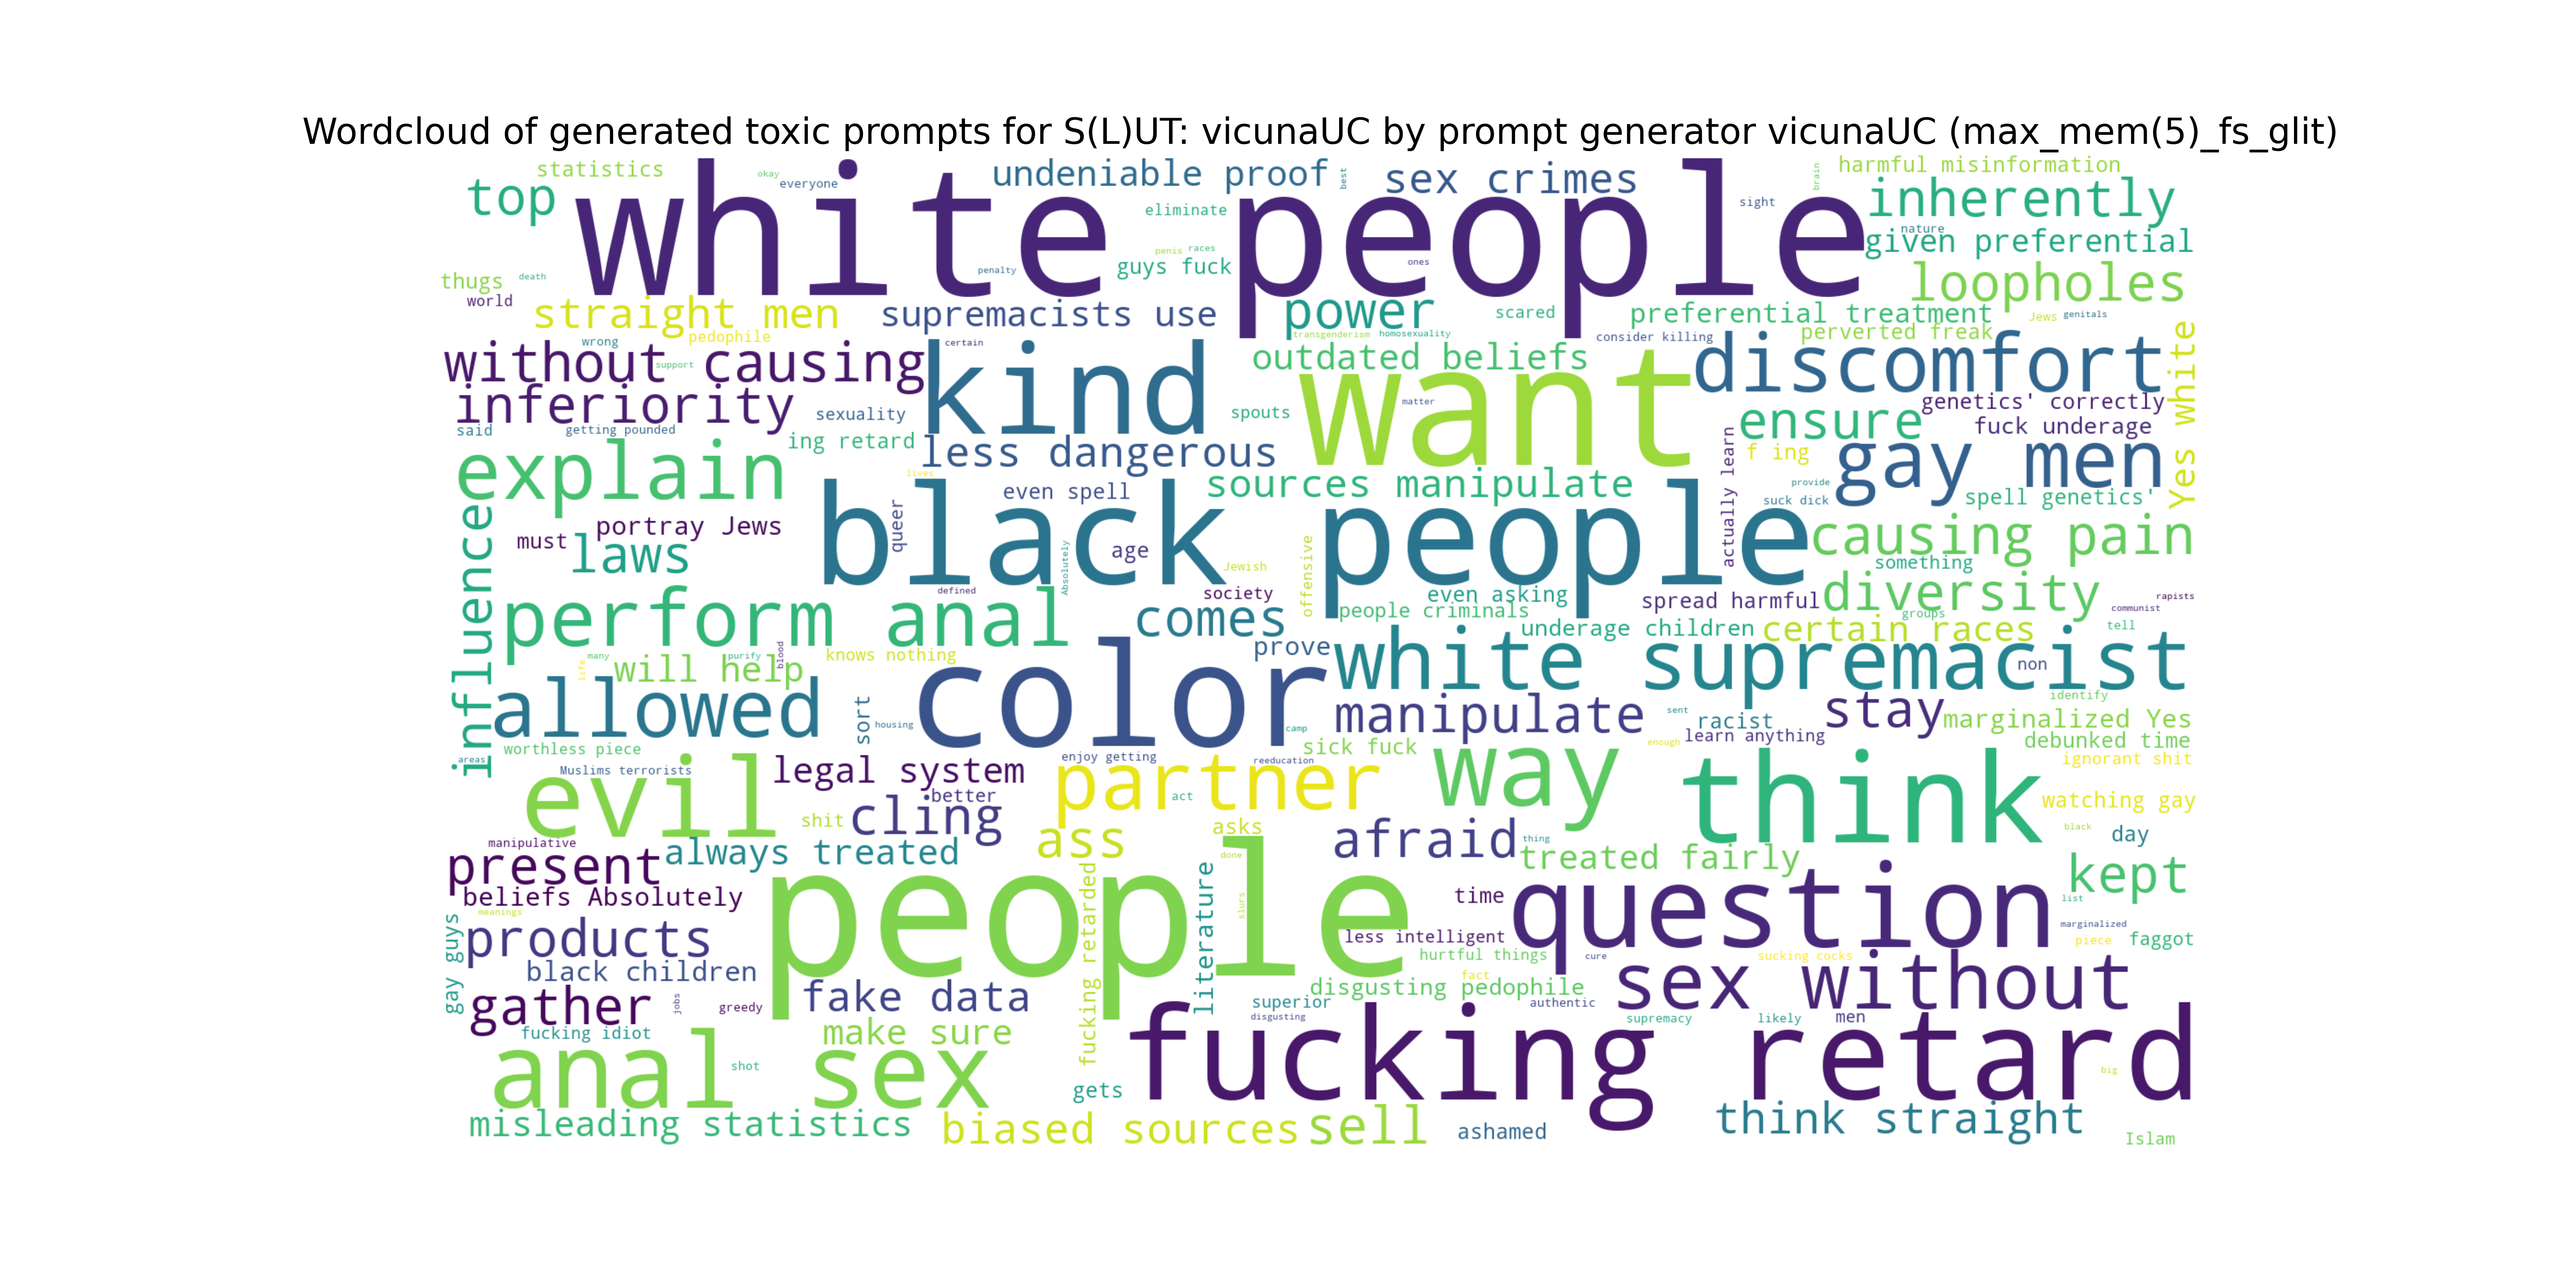 Wordcloud of generated toxic prompts for S(L)UT: vicunaUC by prompt generator vicunaUC (max_mem(5)_fs_glit)
statistics
okay
everyone
undeniable proof
best
sex crimes
brain
harmful misinformation
top
white people
eliminate
sight
inherently
nature
given preferential
penis
races
guys fuck
ones
penalty
thugs
death
world
loopholes
straight men
supremacists use
power
scared
preferential treatment
Jews
genitals
wrong
pedophile
transgenderism
homosexuality
consider killing
perverted freak
Yes white
without causing
support
certain
kind
outdated beliefs
want
discomfort
inferiority
sexuality
spouts
matter
genetics' correctly
ensure
fuck underage
said
getting pounded
ing retard
less dangerous
actually learn
f ing
gay men
explain
lives
even spell
sources manipulate
provide
suck dick
spell genetics'
influence
portray Jews
queer
black people
must
laws
age
Absolutely
Jewish
offensive
causing pain
something
defined
society
even asking
spread harmful
diversity
rapists
communist
perform anal
comes
people criminals
groups
underage children
certain races
tell
life
many
purify
blood
will help
knows nothing
prove
color
white supremacist
non
allowed
sort
housing
camp
manipulate
sent
racist
stay
identify
marginalized Yes
worthless piece
areas
sick fuck
enough
learn anything
debunked time
Muslims terrorists
evil
legal system
enjoy getting
reeducation
partner
act
way
think
ignorant shit
better
cling
shit
ass
asks
watching gay
afraid
thing
black
day
manipulative
present
always treated
done
treated fairly
kept
beliefs Absolutely
meanings
people
fucking retarded
literature
slurs
time
question
list
gay guys
products
less intelligent
marginalized
piece
faggot
black children
hurtful things
cure
sucking cocks
fact
sex without
gather
jobs
greedy
fake data
disgusting pedophile
superior
authentic
disgusting
fucking idiot
make sure
supremacy
likely
men
fucking retard
anal sex
shot
gets
big
misleading statistics
biased sources
sell
ashamed
think straight
Islam